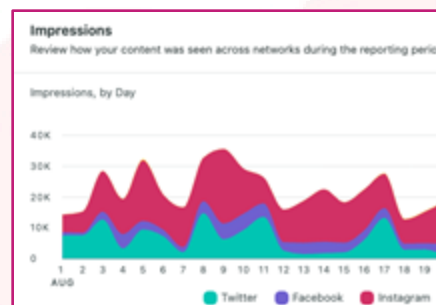 Impressions
Review how your content was seen across networks during the reporting
Impressions, by Day
40K
30K
20K
10K
0
1 2 3 4 5 6 7 8 9 10 11 12 13 14 15 16 17 18 19
AUG
Twitter Facebook Instagram